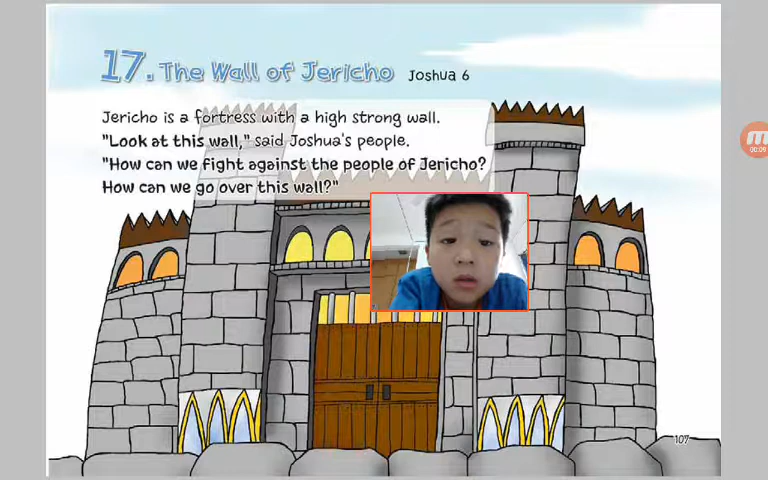 17. The Wall of Jericho Joshua 6
Jericho is a fortress with a high strong wall.
"Look at this wall," said Joshua's people.
"How can we fight against the people of Jericho?
How can we go over this wall?"
107
M
00:09